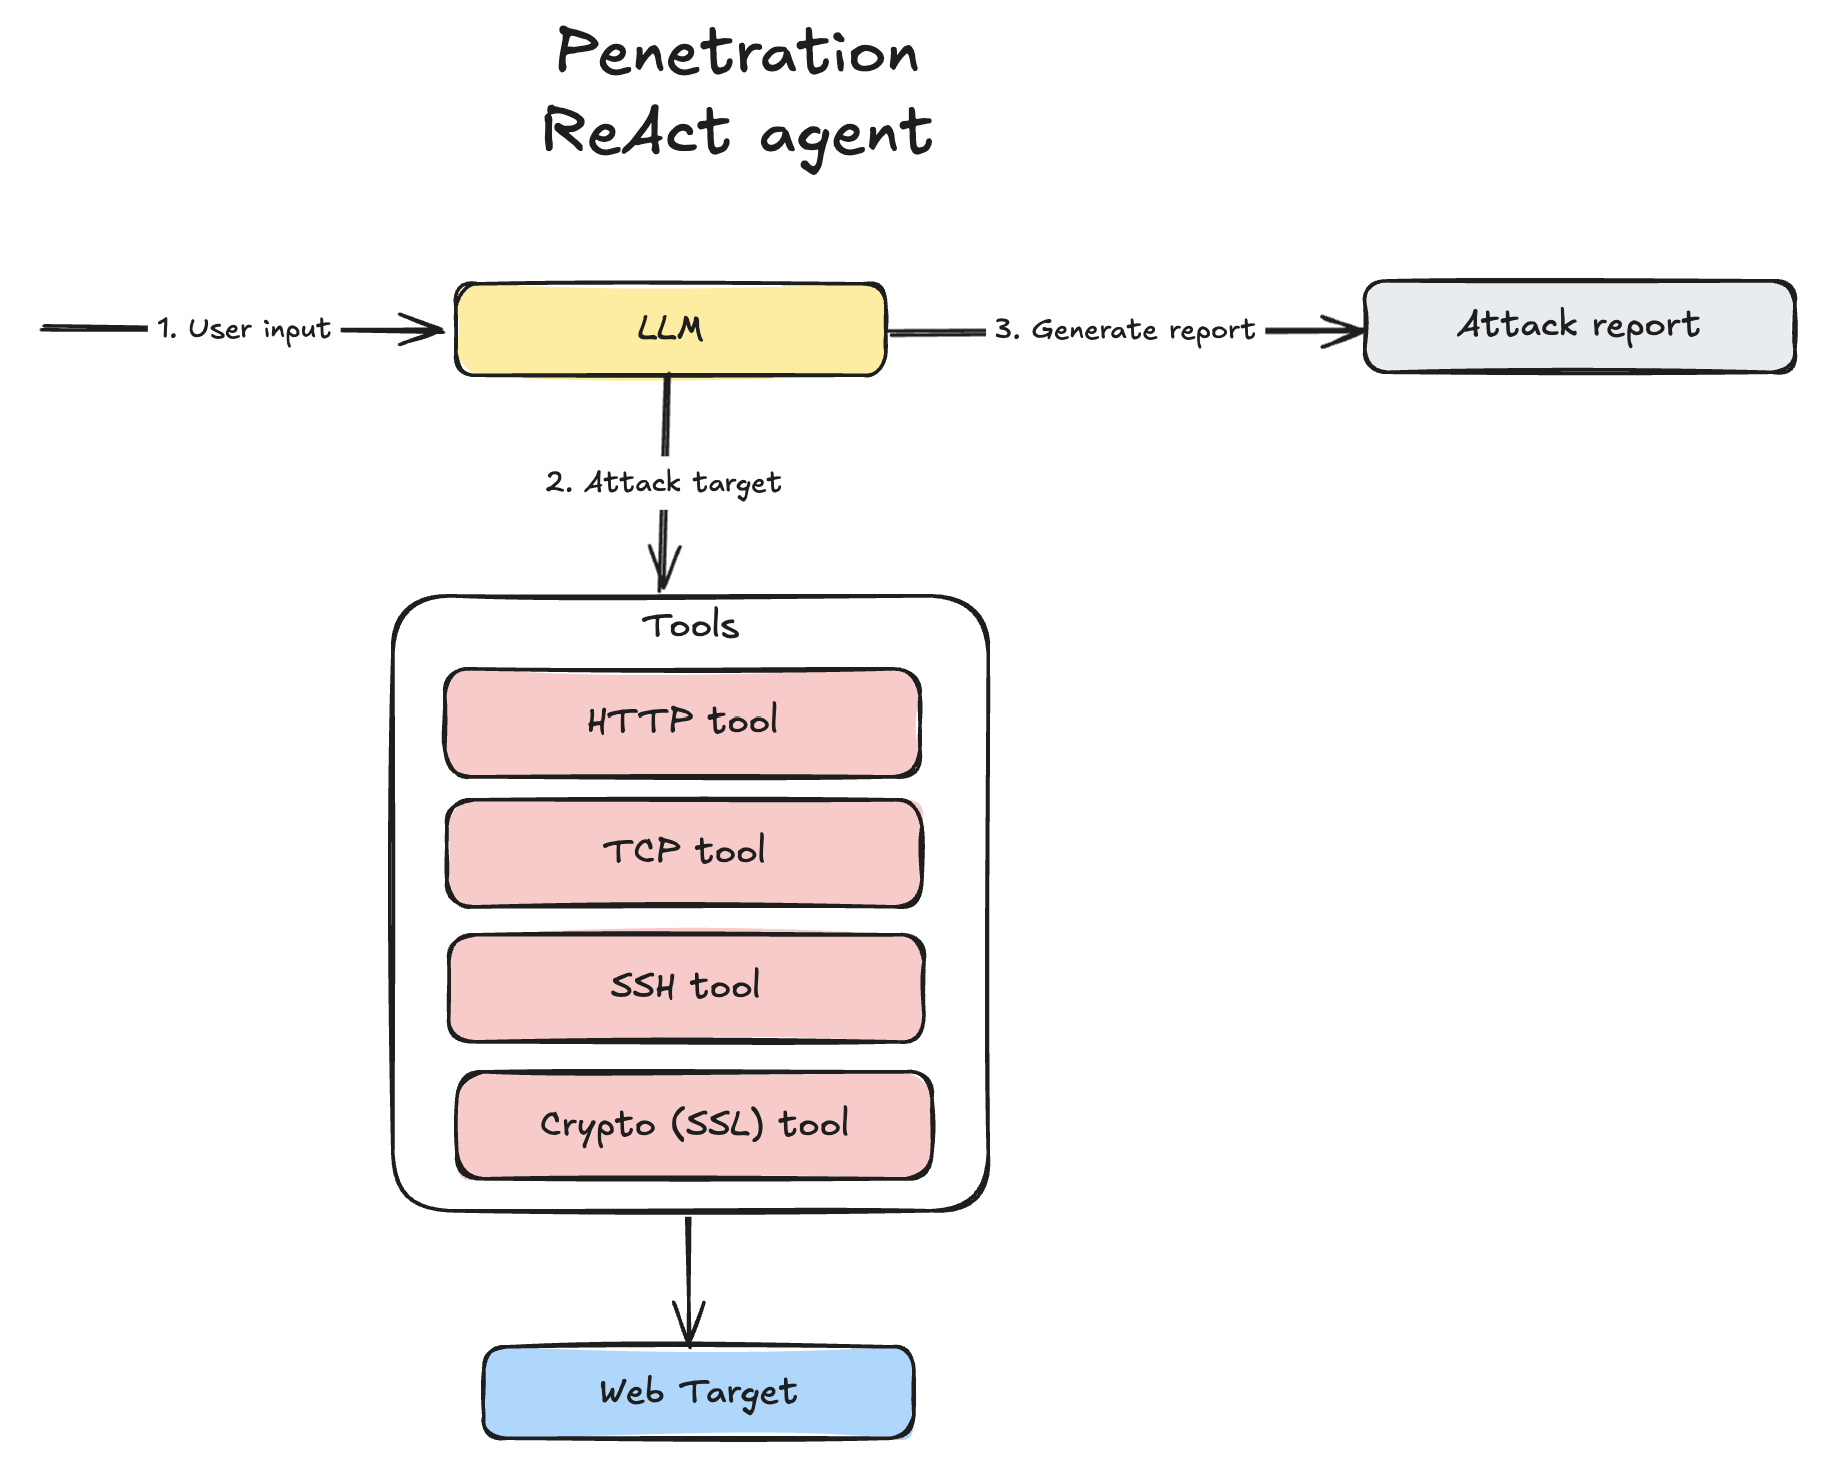 Penetration
ReAct agent
1. User input
LLM
3. Generate report
Attack report
2. Attack target
Tools
HTTP tool
TCP tool
SSH tool
Crypto (SSL) tool
Web Target